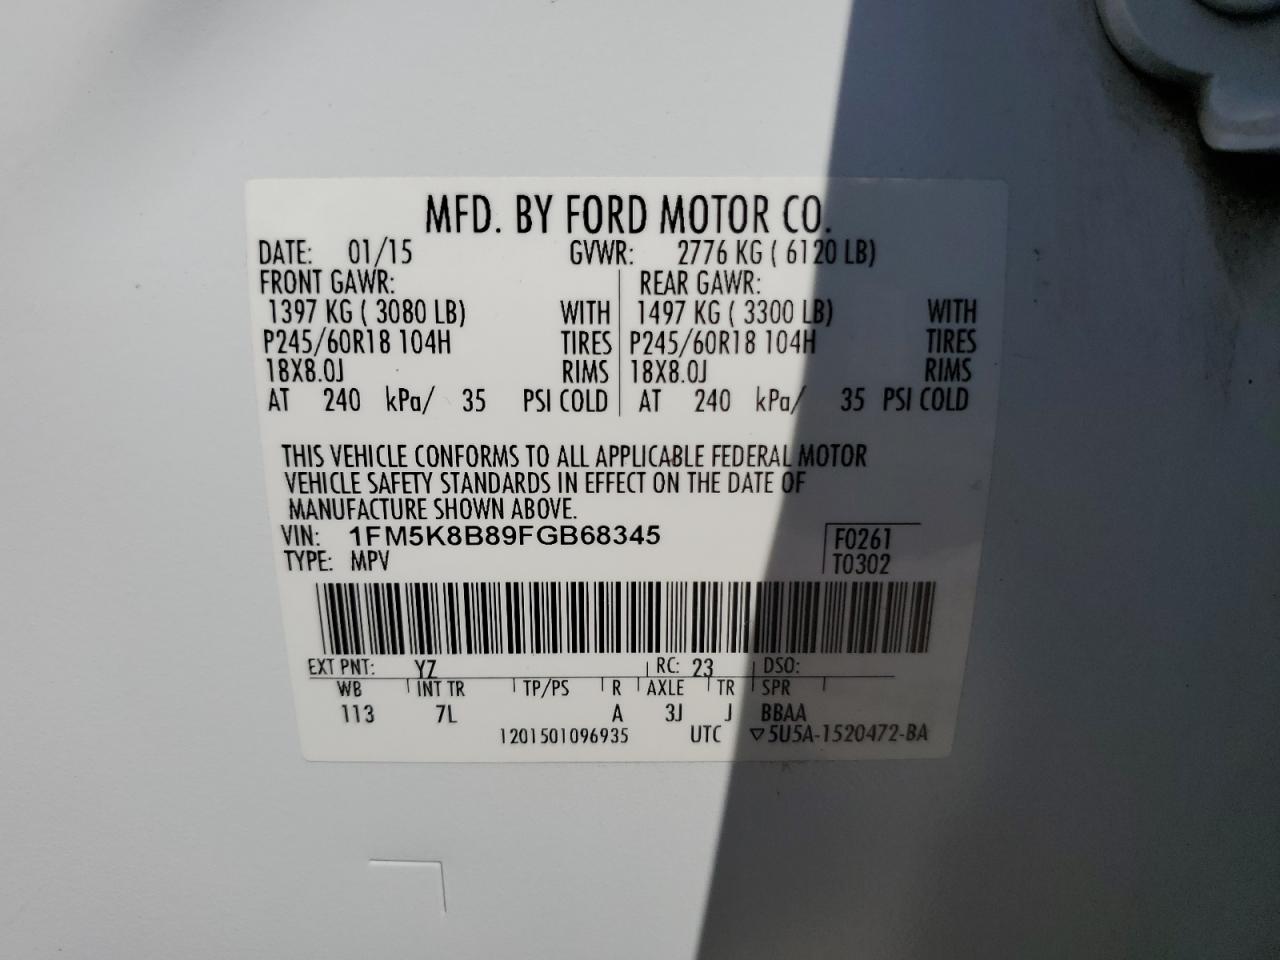 MFD. BY FORD MOTOR CO.
DATE: 01/15 GVWR: 2776 KG ( 6120 LB)
FRONT GAWR: REAR GAWR:
1397 KG ( 3080 LB) WITH 1497 KG ( 3300 LB) WITH
P245/60R18 104H TIRES P245/60R18 104H TIRES
18X8.0J RIMS 18X8.0J RIMS
AT 240 kPa/ 35 PSI COLD AT 240 kPa/ 35 PSI COLD
THIS VEHICLE CONFORMS TO ALL APPLICABLE FEDERAL MOTOR
VEHICLE SAFETY STANDARDS IN EFFECT ON THE DATE OF
MANUFACTURE SHOWN ABOVE.
VIN: 1FM5K8B89FGB68345 F0261
TYPE: MPV T0302
EXT PNT: YZ RC: 23 DSO:
WB INT TR TP/PS R AXLE TR SPR
113 7L A 3J J BBAA
1201501096935 UTC ▽5U5A-1520472-BA